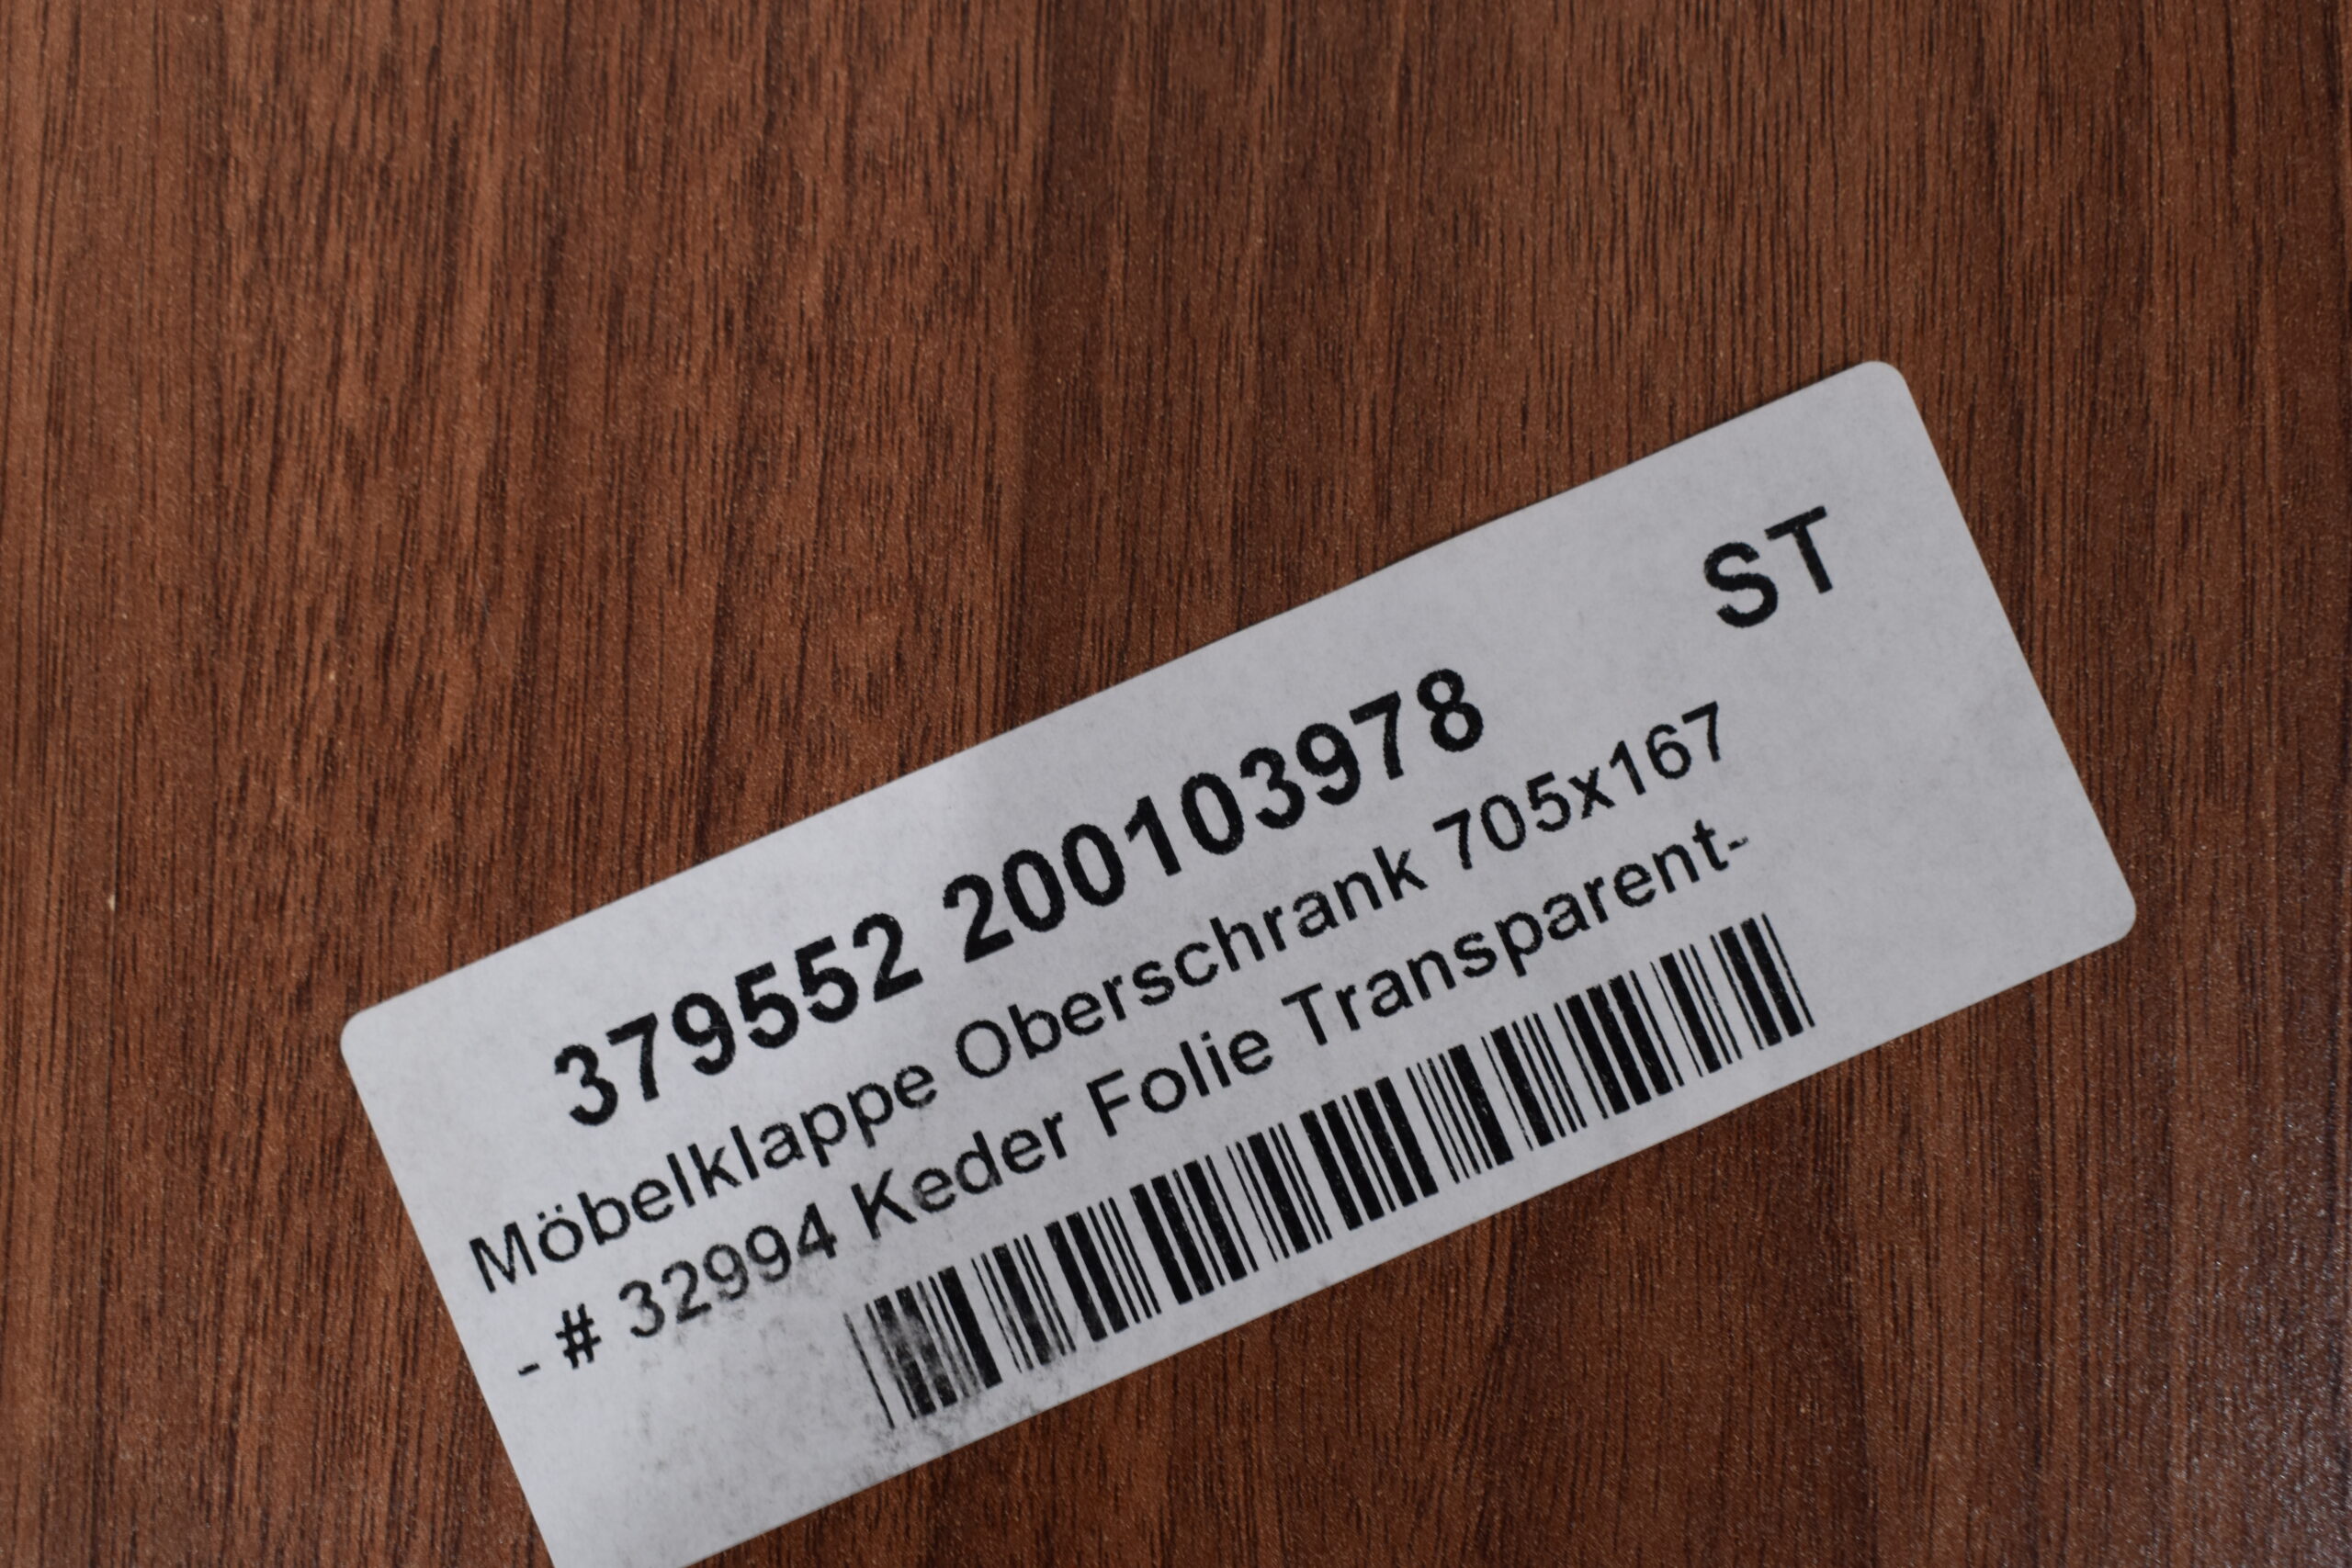 379552 200103978 ST
Möbelklappe Oberschrank 705x167
- # 32994 Keder Folie Transparent-